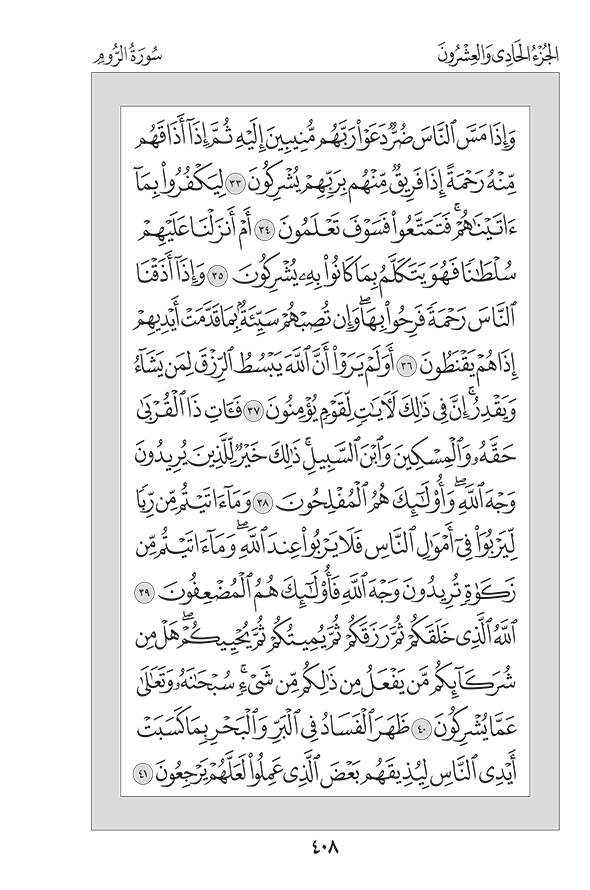 الجُزْءُ الحَادِي وَالعِشْرُونَ
سُورَةُ الرُّومِ
وَإِذَا مَسَّ ٱلنَّاسَ ضُرٌّ دَعَوْا۟ رَبَّهُم مُّنِيبِينَ إِلَيْهِ ثُمَّ إِذَآ أَذَاقَهُم
مِّنْهُ رَحْمَةً إِذَا فَرِيقٌ مِّنْهُم بِرَبِّهِمْ يُشْرِكُونَ ٣٣ لِيَكْفُرُوا۟ بِمَآ
ءَاتَيْنَٰهُمْ ۚ فَتَمَتَّعُوا۟ فَسَوْفَ تَعْلَمُونَ ٣٤ أَمْ أَنزَلْنَا عَلَيْهِمْ
سُلْطَٰنًا فَهُوَ يَتَكَلَّمُ بِمَا كَانُوا۟ بِهِۦ يُشْرِكُونَ ٣٥ وَإِذَآ أَذَقْنَا
ٱلنَّاسَ رَحْمَةً فَرِحُوا۟ بِهَا ۖ وَإِن تُصِبْهُمْ سَيِّئَةٌۢ بِمَا قَدَّمَتْ أَيْدِيهِمْ
إِذَا هُمْ يَقْنَطُونَ ٣٦ أَوَلَمْ يَرَوْا۟ أَنَّ ٱللَّهَ يَبْسُطُ ٱلرِّزْقَ لِمَن يَشَآءُ
وَيَقْدِرُ ۚ إِنَّ فِى ذَٰلِكَ لَءَايَٰتٍ لِّقَوْمٍ يُؤْمِنُونَ ٣٧ فَـَٔاتِ ذَا ٱلْقُرْبَىٰ
حَقَّهُۥ وَٱلْمِسْكِينَ وَٱبْنَ ٱلسَّبِيلِ ۚ ذَٰلِكَ خَيْرٌ لِّلَّذِينَ يُرِيدُونَ
وَجْهَ ٱللَّهِ ۖ وَأُو۟لَٰٓئِكَ هُمُ ٱلْمُفْلِحُونَ ٣٨ وَمَآ ءَاتَيْتُم مِّن رِّبًا
لِّيَرْبُوَا۟ فِىٓ أَمْوَٰلِ ٱلنَّاسِ فَلَا يَرْبُوا۟ عِندَ ٱللَّهِ ۖ وَمَآ ءَاتَيْتُم مِّن
زَكَوٰةٍ تُرِيدُونَ وَجْهَ ٱللَّهِ فَأُو۟لَٰٓئِكَ هُمُ ٱلْمُضْعِفُونَ ٣٩
ٱللَّهُ ٱلَّذِى خَلَقَكُمْ ثُمَّ رَزَقَكُمْ ثُمَّ يُمِيتُكُمْ ثُمَّ يُحْيِيكُمْ ۖ هَلْ مِن
شُرَكَآئِكُم مَّن يَفْعَلُ مِن ذَٰلِكُم مِّن شَىْءٍ ۚ سُبْحَٰنَهُۥ وَتَعَٰلَىٰ
عَمَّا يُشْرِكُونَ ٤٠ ظَهَرَ ٱلْفَسَادُ فِى ٱلْبَرِّ وَٱلْبَحْرِ بِمَا كَسَبَتْ
أَيْدِى ٱلنَّاسِ لِيُذِيقَهُم بَعْضَ ٱلَّذِى عَمِلُوا۟ لَعَلَّهُمْ يَرْجِعُونَ ٤١
٤٠٨